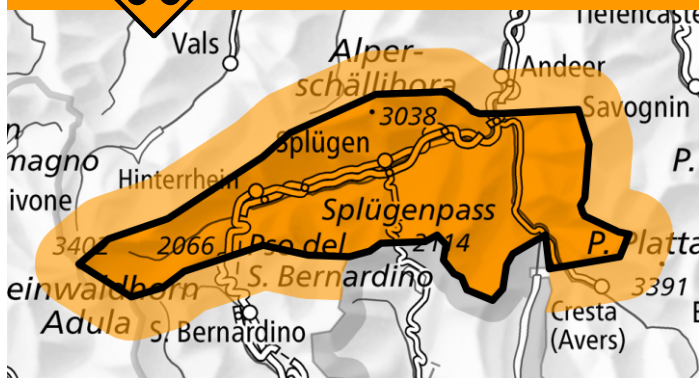 Tiefencaste
Vals
Alper-
schällihora
Andeer
3038
Savognin
Splügen
magno
P.
Hinterrhein
ivone
Splügenpass
3402
2066
Pso del
2114
P. Platta
S. Bernardino
einwaldhorn
3391
Adula
S. Bernardino
Cresta
(Avers)